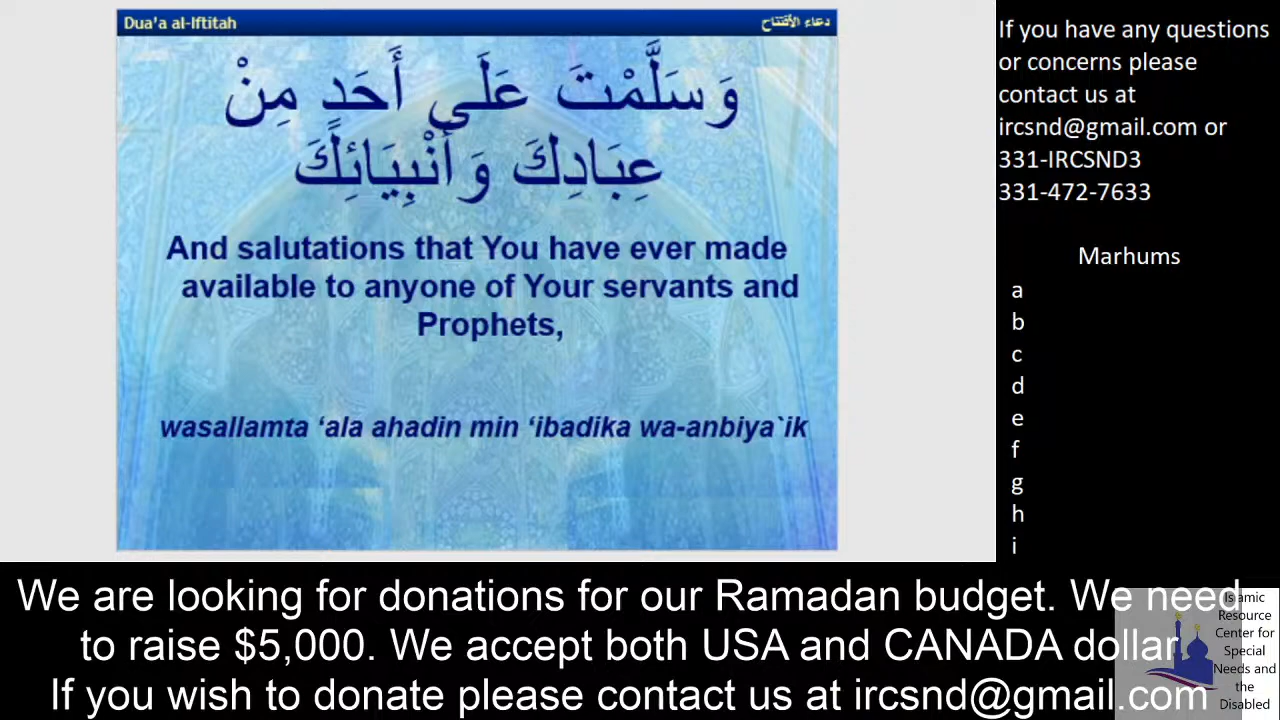 Dua'a al-Iftitah
دعاء الأفتتاح
وَسَلَّمْتَ عَلَى أَحَدٍ مِنْ
عِبَادِكَ وَأَنْبِيَائِكَ
And salutations that You have ever made
available to anyone of Your servants and
Prophets,
wasallamta ‘ala ahadin min ‘ibadika wa-anbiya`ik
If you have any questions
or concerns please
contact us at
ircsnd@gmail.com or
331-IRCSND3
331-472-7633
Marhums
a
b
c
d
e
f
g
h
i
We are looking for donations for our Ramadan budget. We need
to raise $5,000. We accept both USA and CANADA dollar
If you wish to donate please contact us at ircsnd@gmail.com
Islamic
Resource
Center for
Special
Needs and
the
Disabled